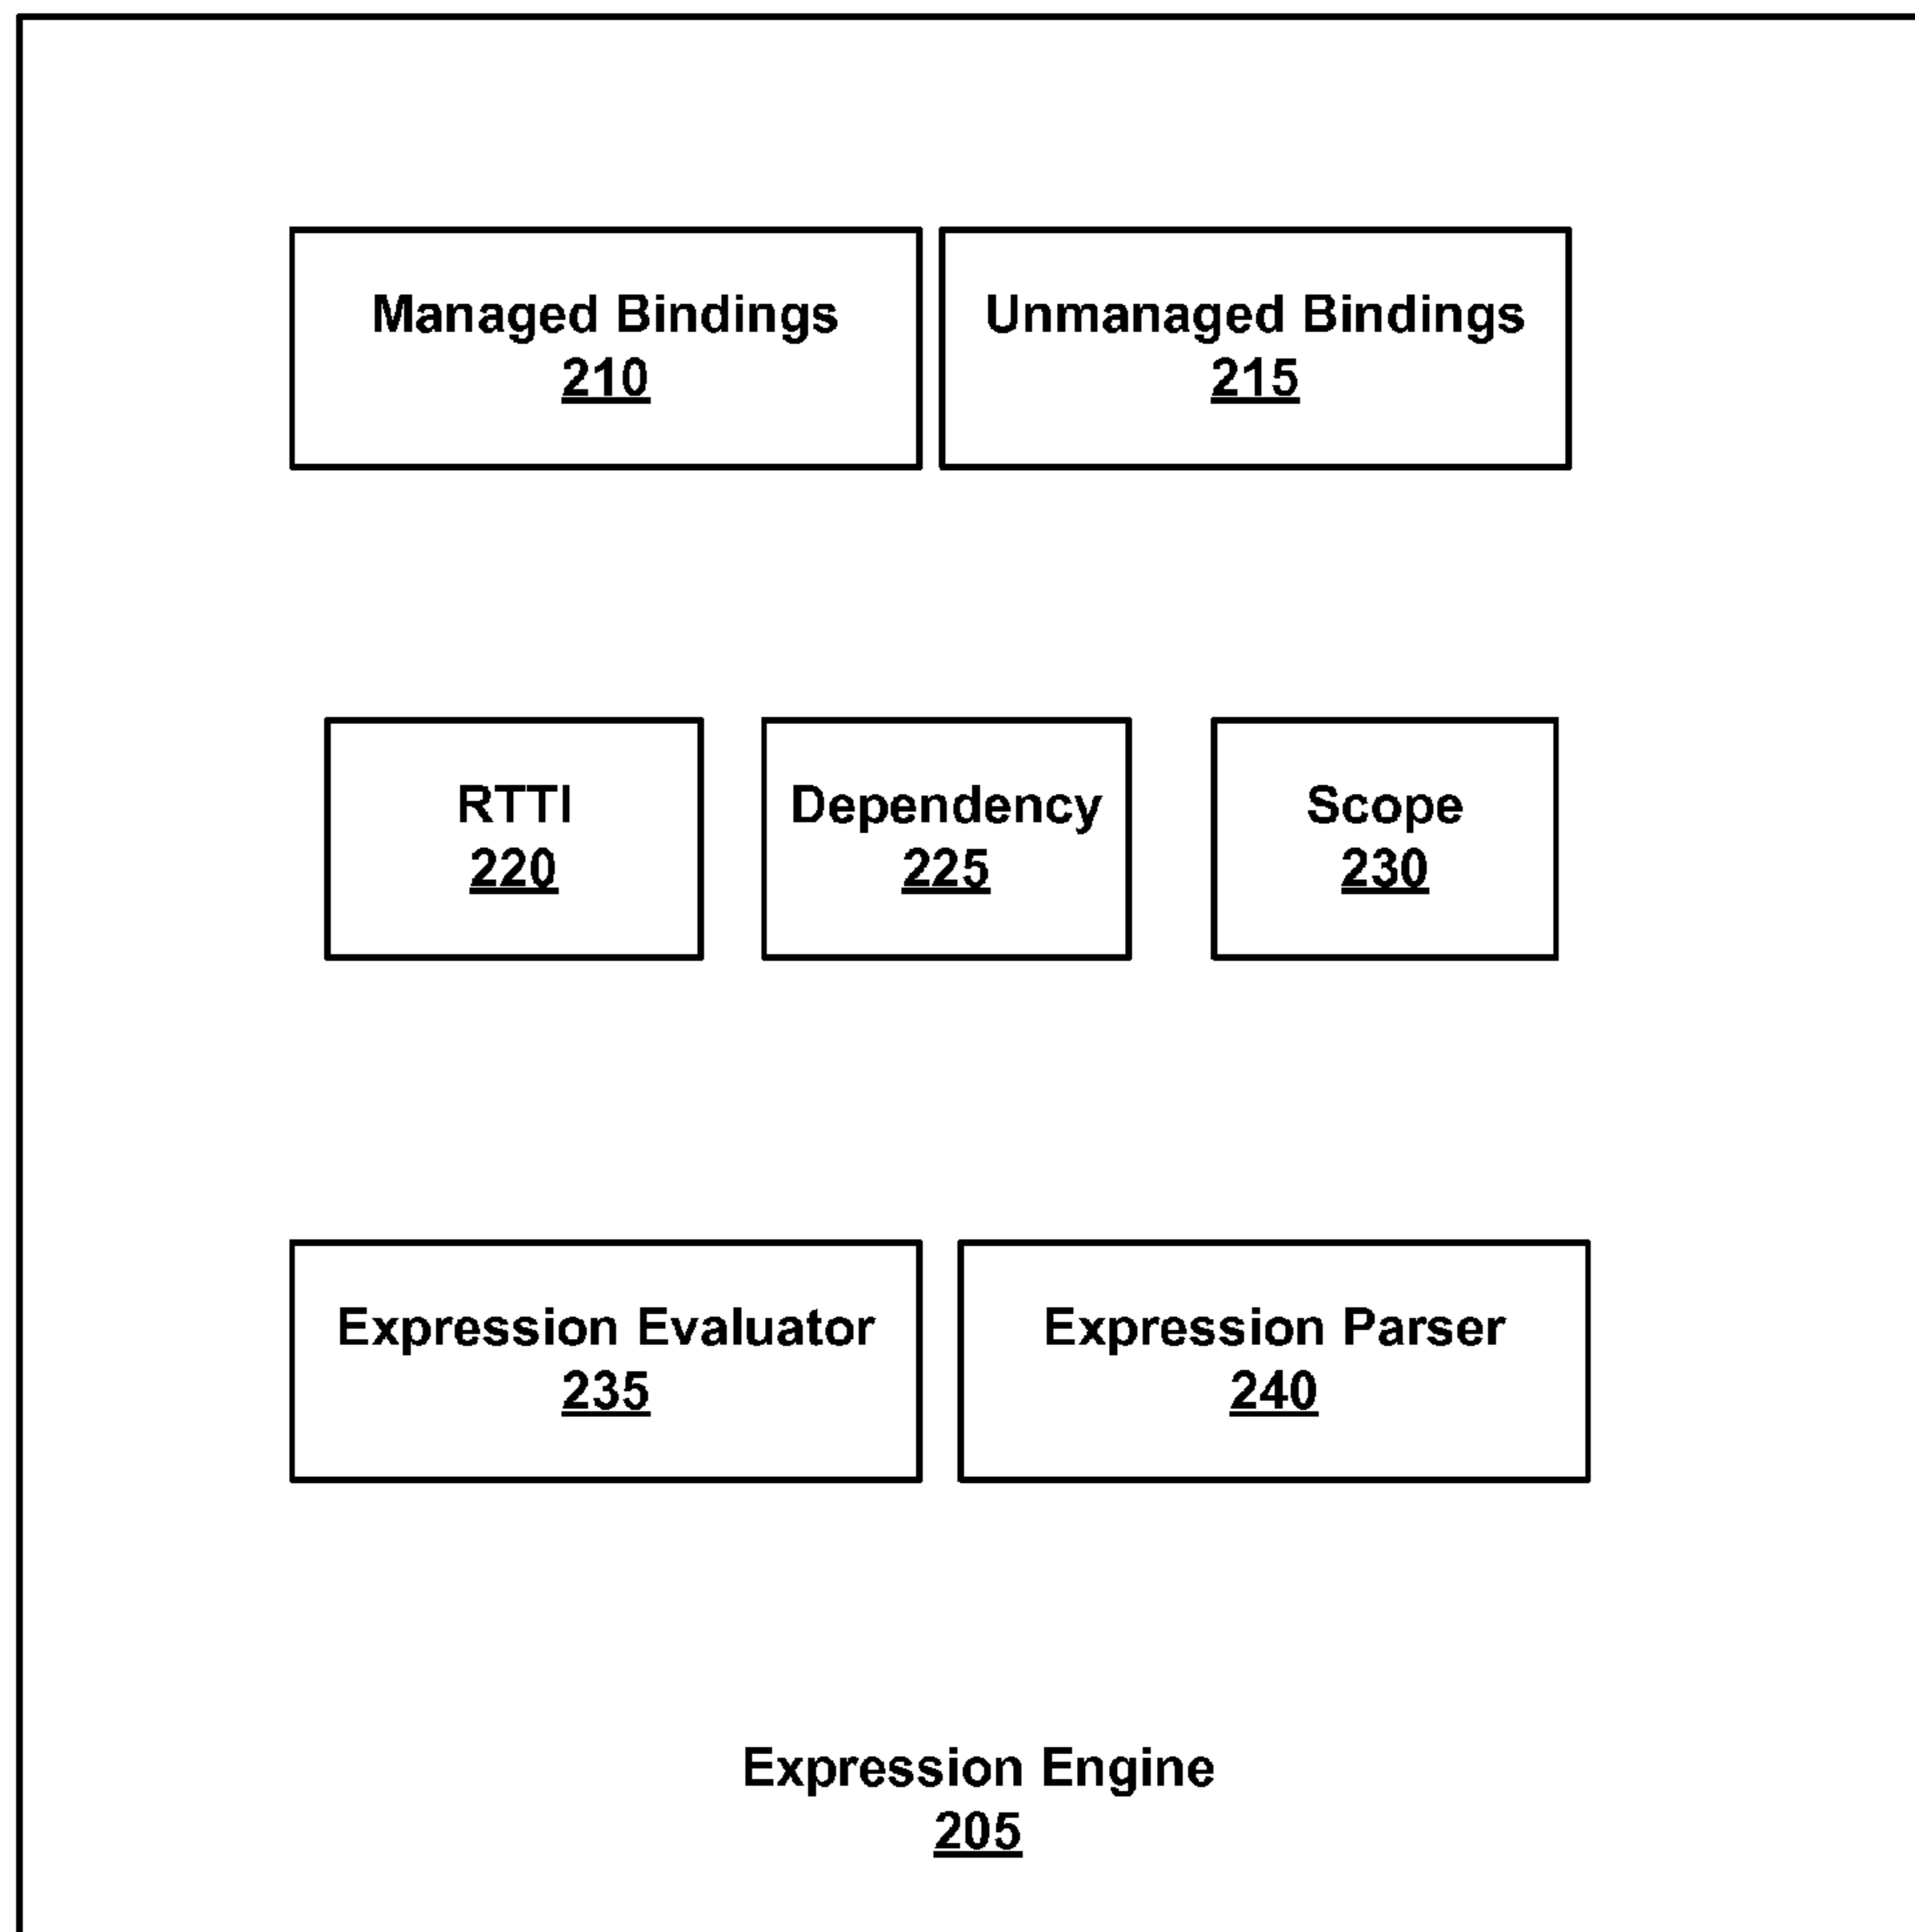 Managed Bindings
210
Unmanaged Bindings
215
RTTI
220
Dependency
225
Scope
230
Expression Evaluator
235
Expression Parser
240
Expression Engine
205